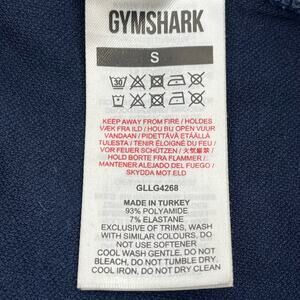 GYMSHARK
S
30
KEEP AWAY FROM FIRE / HOLDES
VÆK FRA ILD / HOU BIJ OPEN VUUR
VANDAAN / PIDETTÄVÄ ETÄÄLLÄ
TULESTA / TENIR ÉLOIGNÉ DU FEU /
VOR FEUER SCHÜTZEN / 火気厳禁 /
HOLD BORTE FRA FLAMMER /
MANTENER ALEJADO DEL FUEGO /
SKYDDA MOT ELD
GLLG4268
MADE IN TURKEY
93% POLYAMIDE
7% ELASTANE
EXCLUSIVE OF TRIMS, WASH
WITH SIMILAR COLOURS, DO
NOT USE SOFTENER
COOL WASH GENTLE, DO NOT
BLEACH, DO NOT TUMBLE DRY,
COOL IRON, DO NOT DRY CLEAN